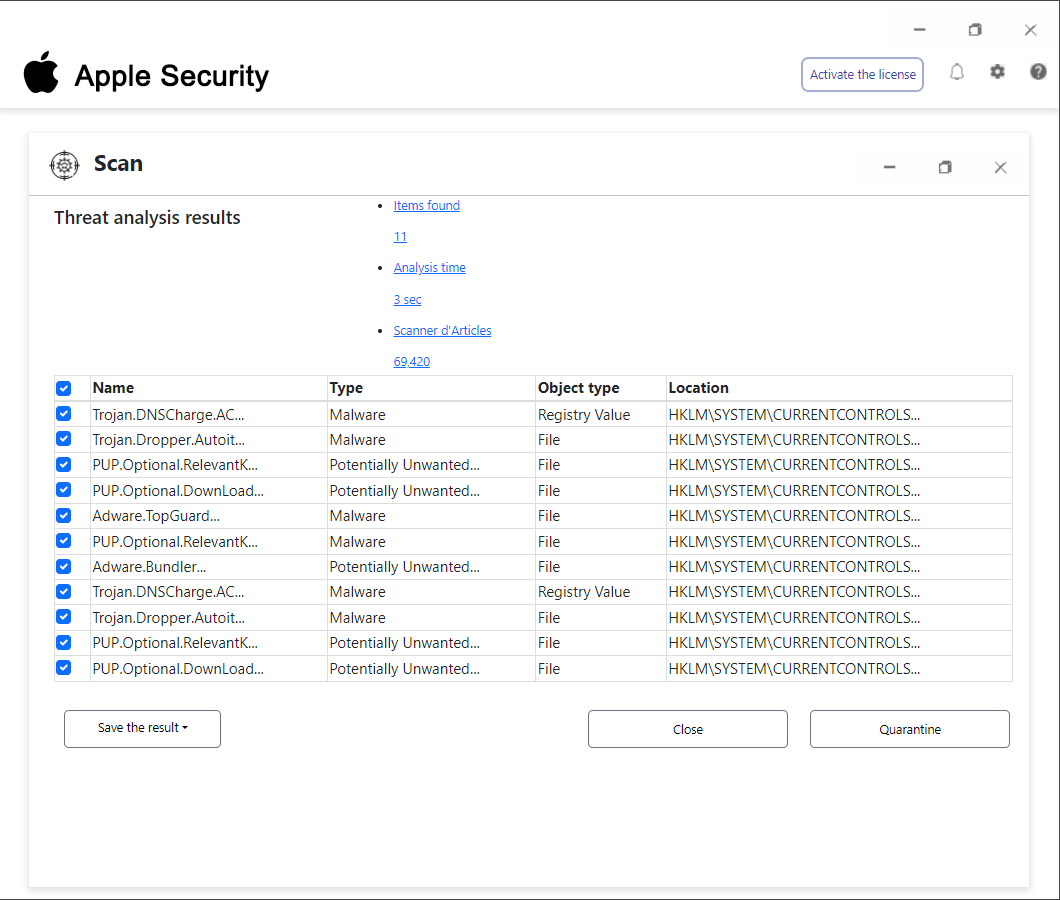 Apple Security
Activate the license
Scan
Threat analysis results
Items found
11
Analysis time
3 sec
Scanner d'Articles
69,420
Name Type Object type Location
Trojan.DNSCharge.AC... Malware Registry Value HKLM\SYSTEM\CURRENTCONTROLS...
Trojan.Dropper.Autoit... Malware File HKLM\SYSTEM\CURRENTCONTROLS...
PUP.Optional.RelevantK... Potentially Unwanted... File HKLM\SYSTEM\CURRENTCONTROLS...
PUP.Optional.DownLoad... Potentially Unwanted... File HKLM\SYSTEM\CURRENTCONTROLS...
Adware.TopGuard... Malware File HKLM\SYSTEM\CURRENTCONTROLS...
PUP.Optional.RelevantK... Malware File HKLM\SYSTEM\CURRENTCONTROLS...
Adware.Bundler... Potentially Unwanted... File HKLM\SYSTEM\CURRENTCONTROLS...
Trojan.DNSCharge.AC... Malware Registry Value HKLM\SYSTEM\CURRENTCONTROLS...
Trojan.Dropper.Autoit... Malware File HKLM\SYSTEM\CURRENTCONTROLS...
PUP.Optional.RelevantK... Potentially Unwanted... File HKLM\SYSTEM\CURRENTCONTROLS...
PUP.Optional.DownLoad... Potentially Unwanted... File HKLM\SYSTEM\CURRENTCONTROLS...
Save the result Close Quarantine